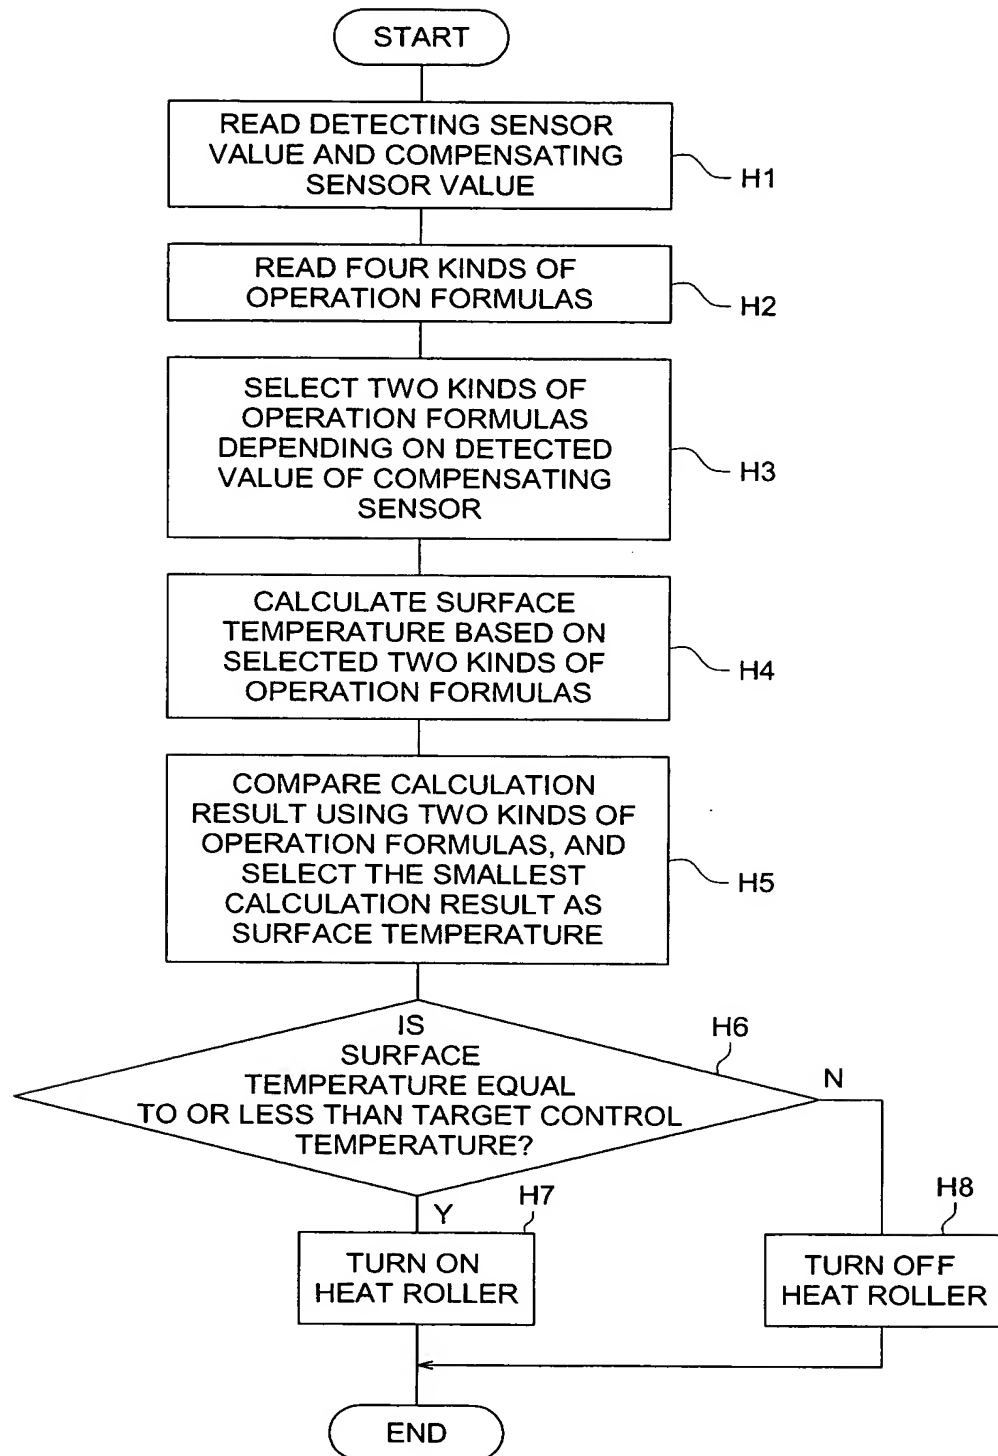 START
READ DETECTING SENSOR
VALUE AND COMPENSATING
SENSOR VALUE
H1
READ FOUR KINDS OF
OPERATION FORMULAS
H2
SELECT TWO KINDS OF
OPERATION FORMULAS
DEPENDING ON DETECTED
VALUE OF COMPENSATING
SENSOR
H3
CALCULATE SURFACE
TEMPERATURE BASED ON
SELECTED TWO KINDS OF
OPERATION FORMULAS
H4
COMPARE CALCULATION
RESULT USING TWO KINDS OF
OPERATION FORMULAS, AND
SELECT THE SMALLEST
CALCULATION RESULT AS
SURFACE TEMPERATURE
H5
IS
SURFACE
TEMPERATURE EQUAL
TO OR LESS THAN TARGET CONTROL
TEMPERATURE?
H6
N
Y
H7
TURN ON
HEAT ROLLER
H8
TURN OFF
HEAT ROLLER
END